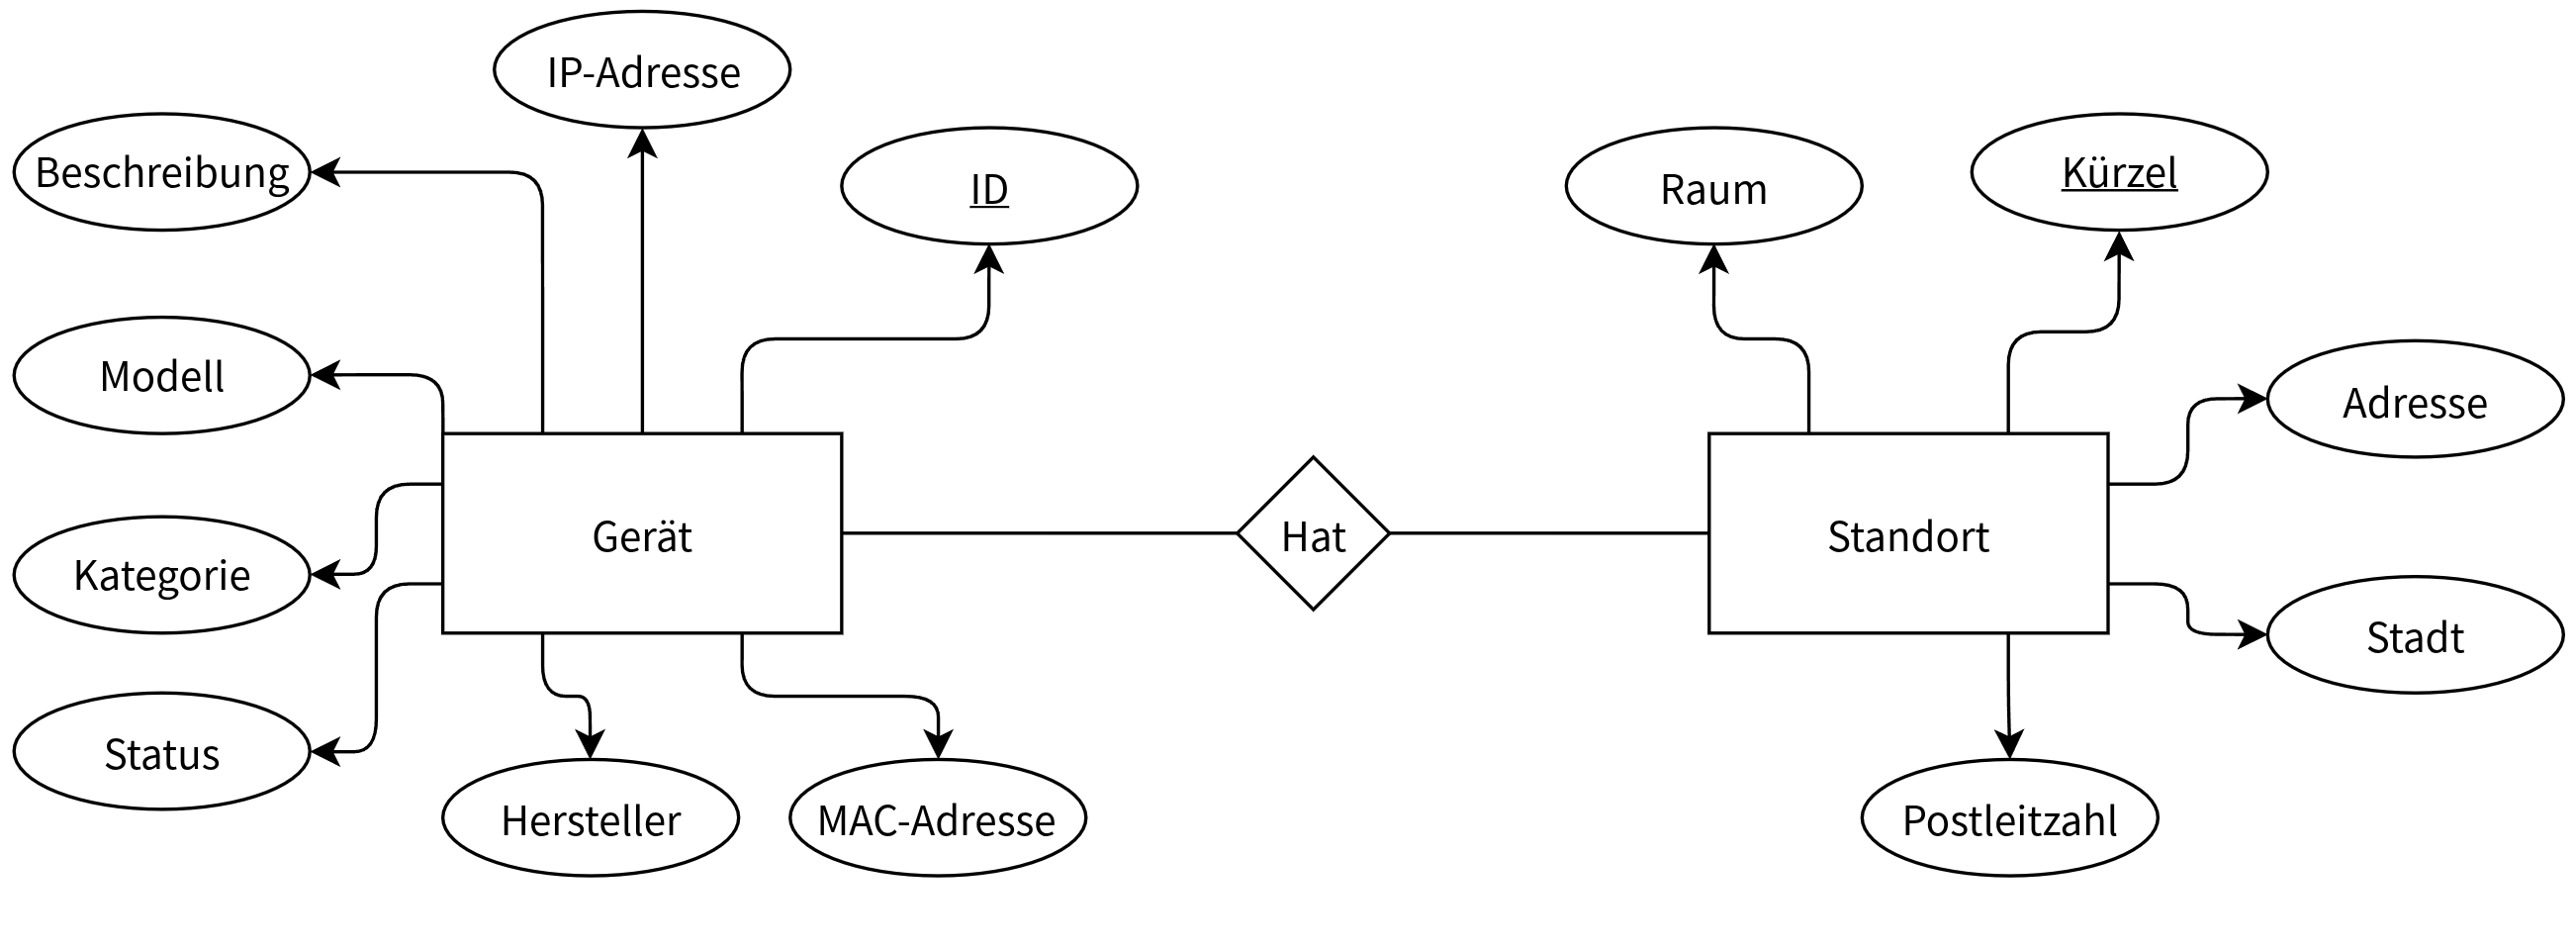 IP-Adresse
Beschreibung
ID
Raum
Kürzel
Modell
Adresse
Gerät
Hat
Standort
Kategorie
Stadt
Status
Hersteller
MAC-Adresse
Postleitzahl